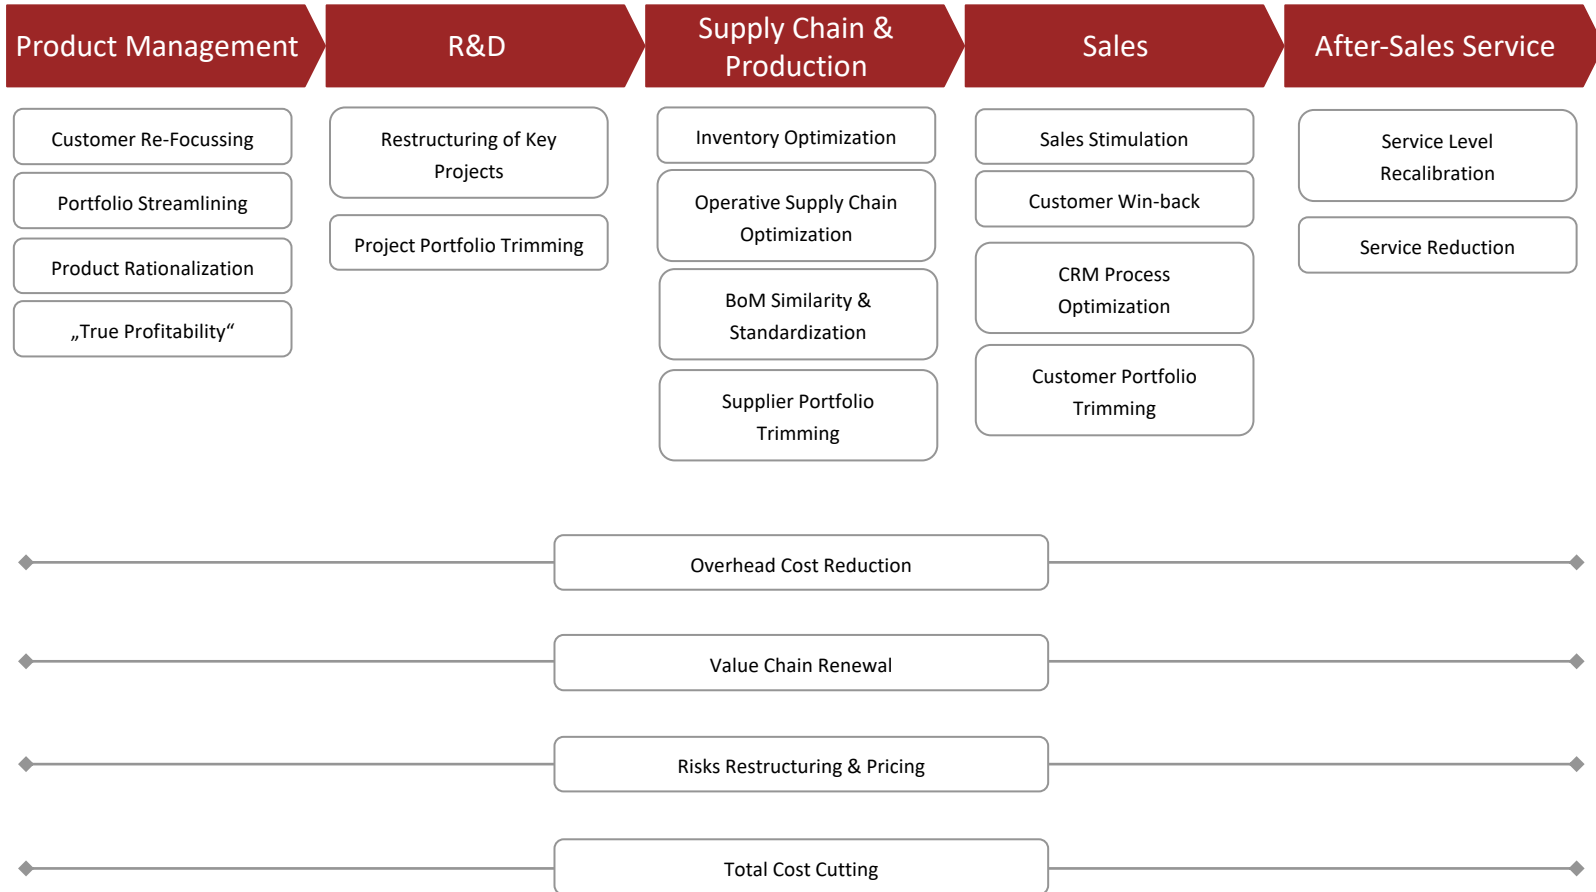 Product Management
R&D
Supply Chain &
Production
Sales
After-Sales Service
Customer Re-Focussing
Portfolio Streamlining
Product Rationalization
„True Profitability“
Restructuring of Key
Projects
Project Portfolio Trimming
Inventory Optimization
Operative Supply Chain
Optimization
BoM Similarity &
Standardization
Supplier Portfolio
Trimming
Sales Stimulation
Customer Win-back
CRM Process
Optimization
Customer Portfolio
Trimming
Service Level
Recalibration
Service Reduction
Overhead Cost Reduction
Value Chain Renewal
Risks Restructuring & Pricing
Total Cost Cutting